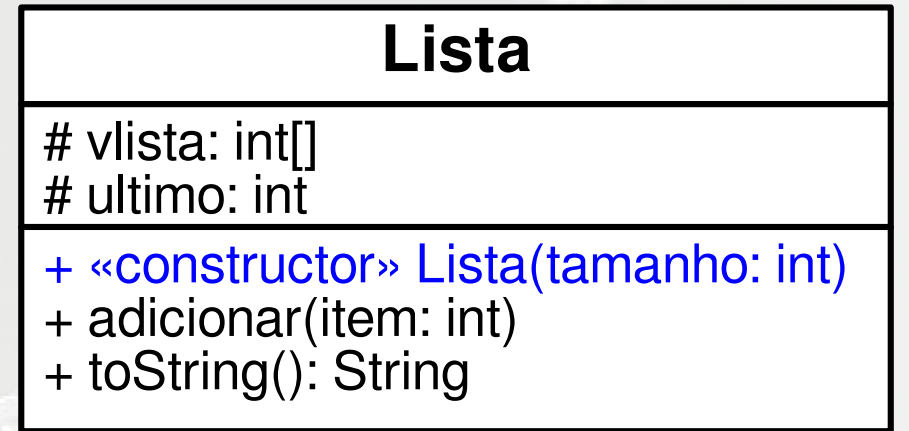 Lista
# vlista: int[]
# ultimo: int
+ «constructor» Lista(tamanho: int)
+ adicionar(item: int)
+ toString(): String